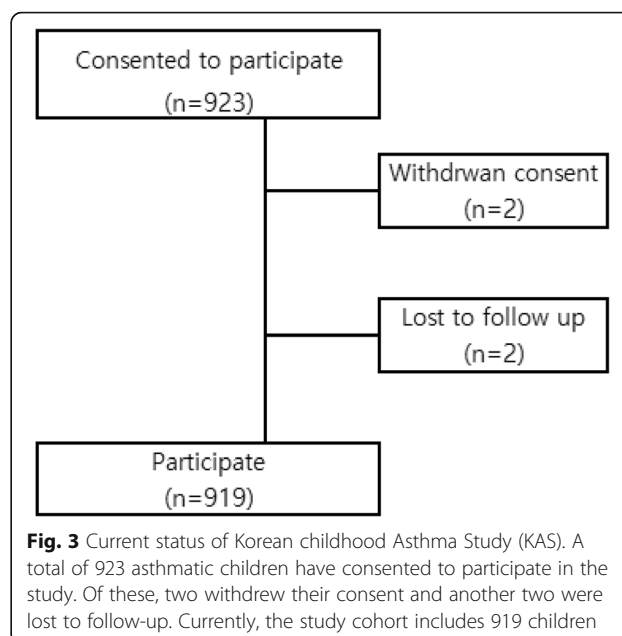 Consented to participate
(n=923)
Withdrwan consent
(n=2)
Lost to follow up
(n=2)
Participate
(n=919)
Fig. 3 Current status of Korean childhood Asthma Study (KAS). A
total of 923 asthmatic children have consented to participate in the
study. Of these, two withdrew their consent and another two were
lost to follow-up. Currently, the study cohort includes 919 children